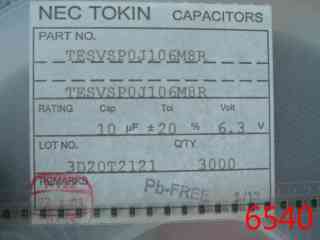 NEC TOKIN CAPACITORS
PART NO.
TESVSP0J106M8R
TESVSP0J106M8R
RATING Cap Tol Volt
10 µF ±20 % 6.3 V
LOT NO. Q'TY
3D20T2121 3000
REMARKS
Pb-FREE
6540